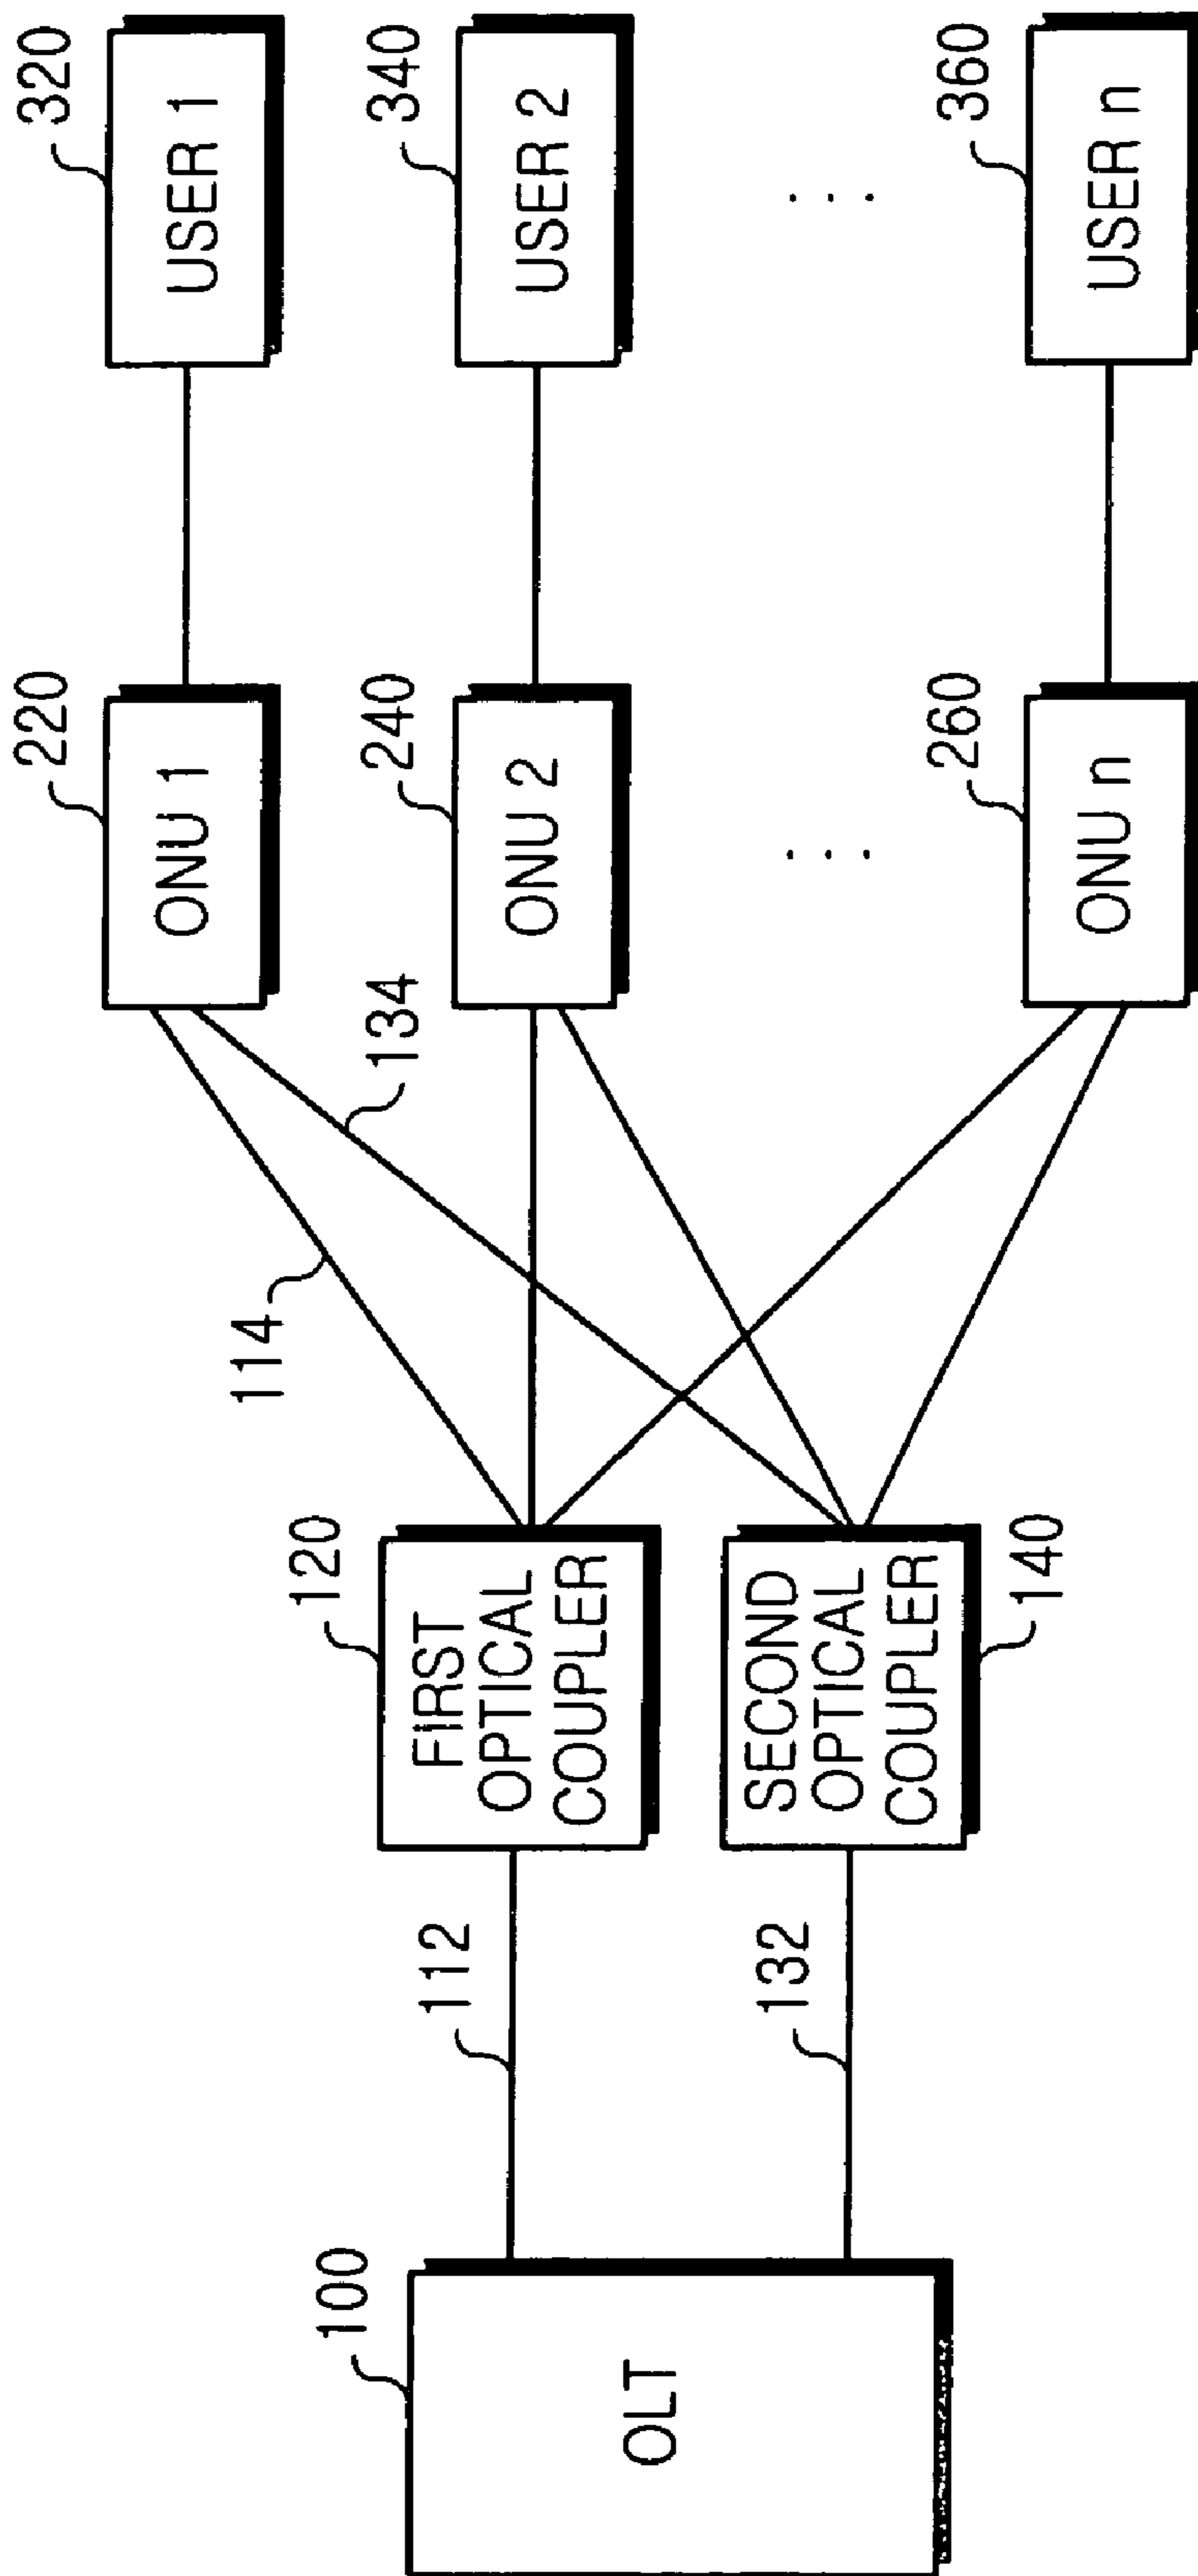 100
OLT
112
132
120
FIRST
OPTICAL
COUPLER
SECOND
OPTICAL
COUPLER
140
114
134
220
ONU 1
240
ONU 2
. . .
260
ONU n
320
USER 1
340
USER 2
. . .
360
USER n